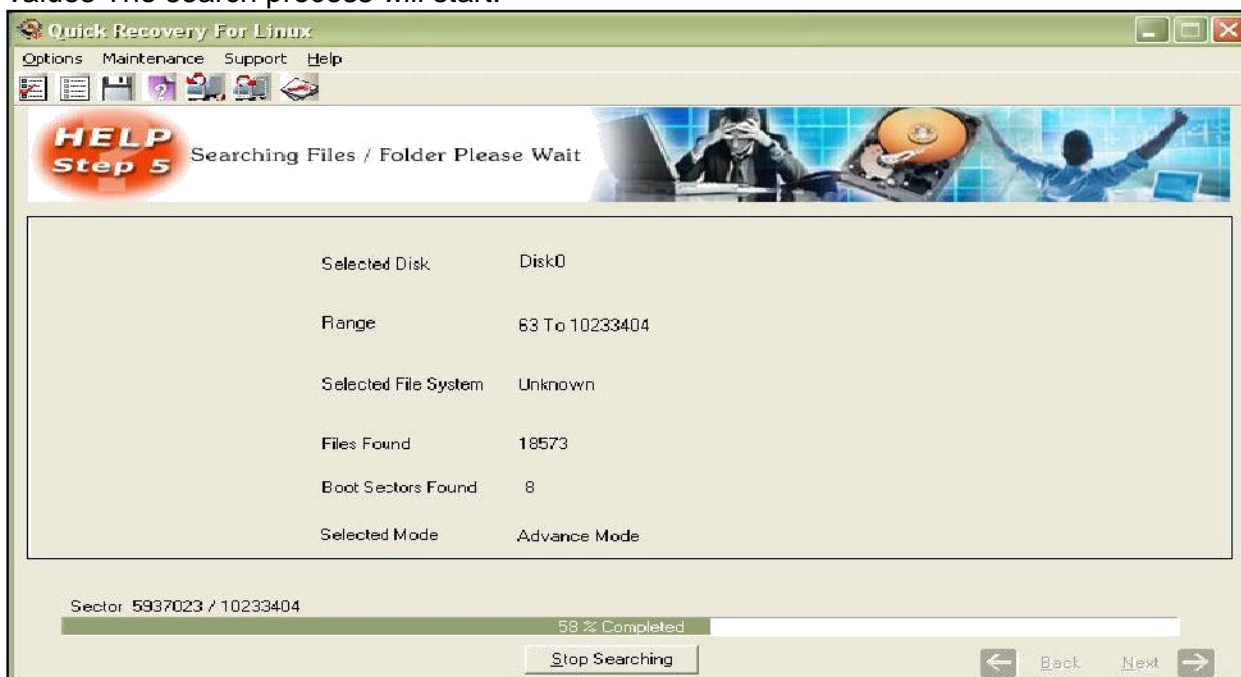 values The search process will start.
Quick Recovery For Linux
Options Maintenance Support Help
HELP
Step 5
Searching Files / Folder Please Wait
Selected Disk Disk0
Range 63 To 10233404
Selected File System Unknown
Files Found 18573
Boot Sectors Found 8
Selected Mode Advance Mode
Sector 5937023 / 10233404
58 % Completed
Stop Searching
Back Next